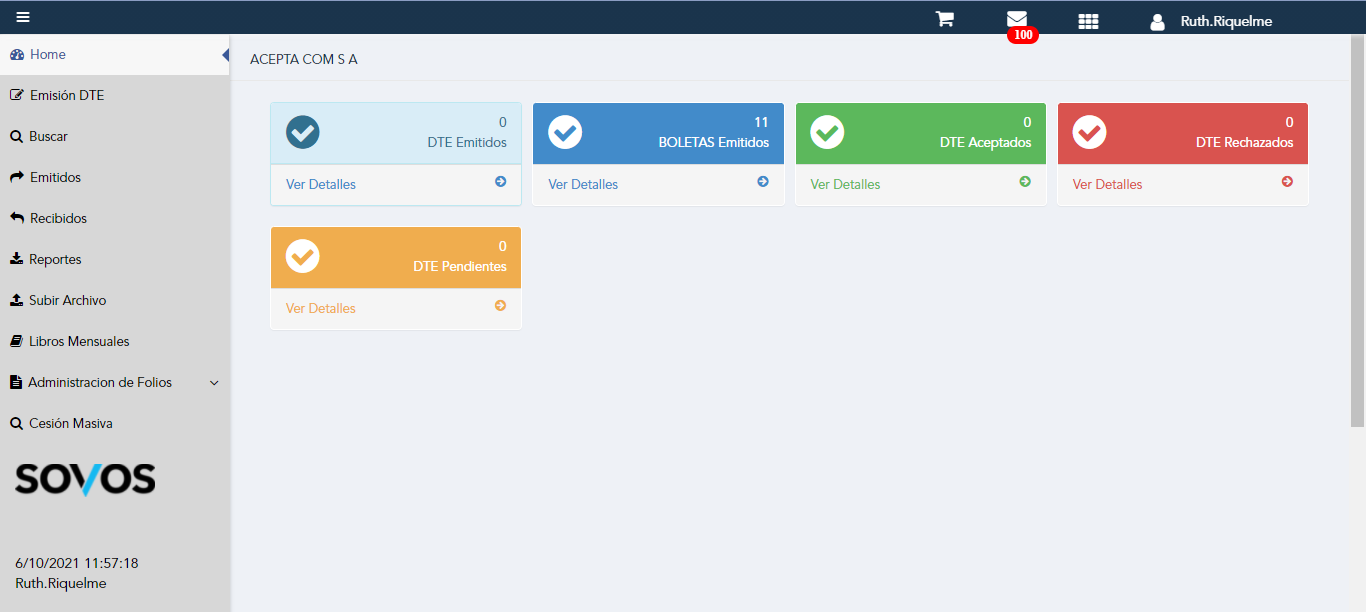 Ruth.Riquelme
100
Home
ACEPTA COM S A
Emisión DTE
Buscar
Emitidos
Recibidos
Reportes
Subir Archivo
Libros Mensuales
Administracion de Folios
Cesión Masiva
SOVOS
6/10/2021 11:57:18
Ruth.Riquelme
0
DTE Emitidos
Ver Detalles
11
BOLETAS Emitidos
Ver Detalles
0
DTE Aceptados
Ver Detalles
0
DTE Rechazados
Ver Detalles
0
DTE Pendientes
Ver Detalles